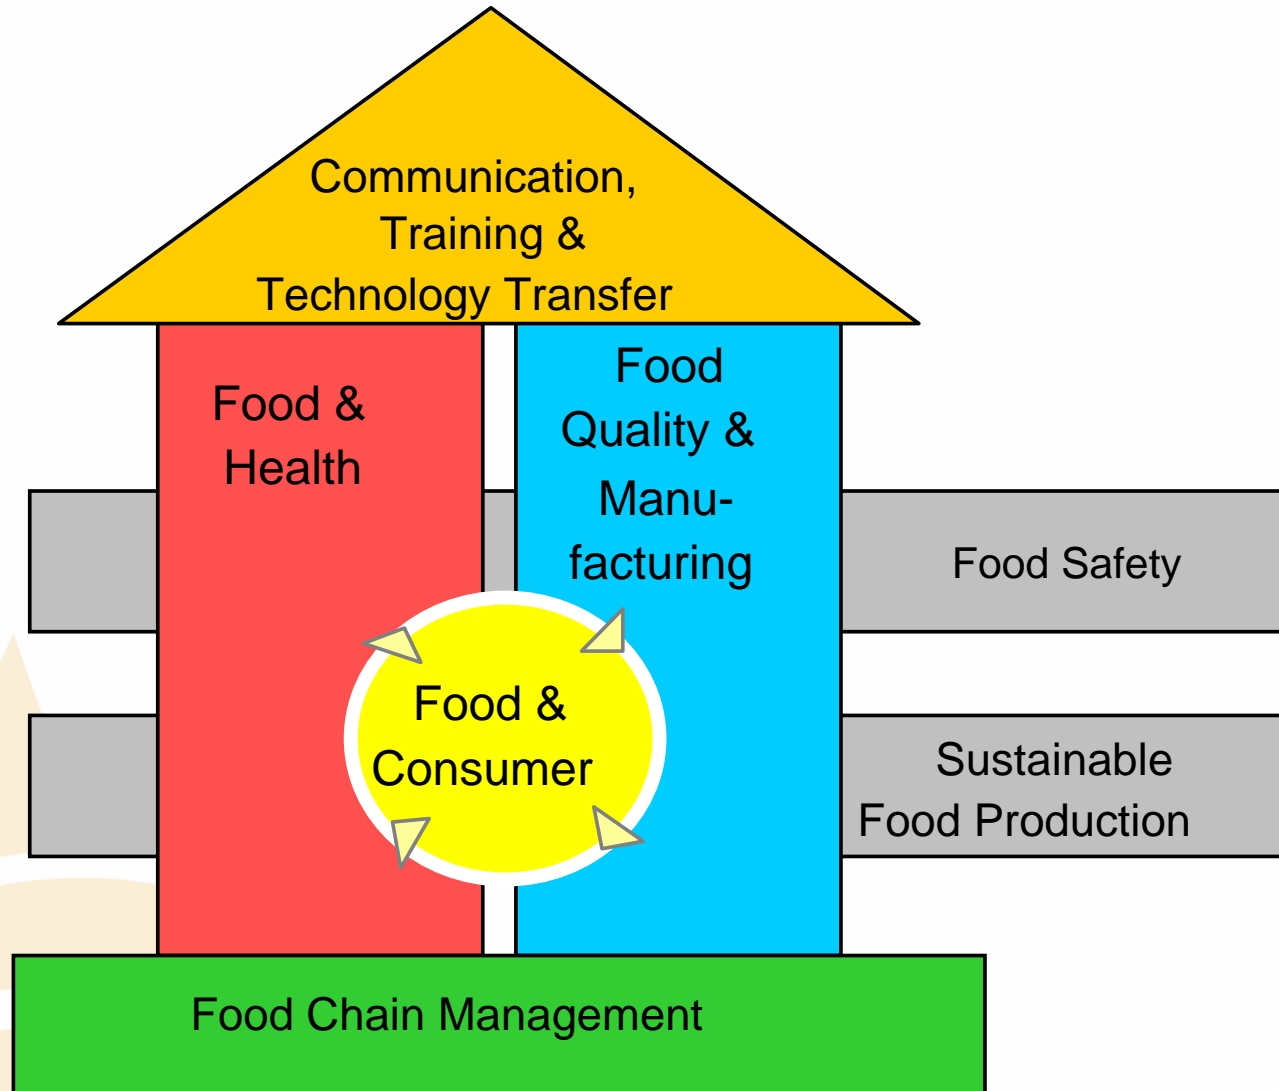 Communication,
Training &
Technology Transfer
Food &
Health
Food
Quality &
Manu-
facturing
Food Safety
Food &
Consumer
Sustainable
Food Production
Food Chain Management